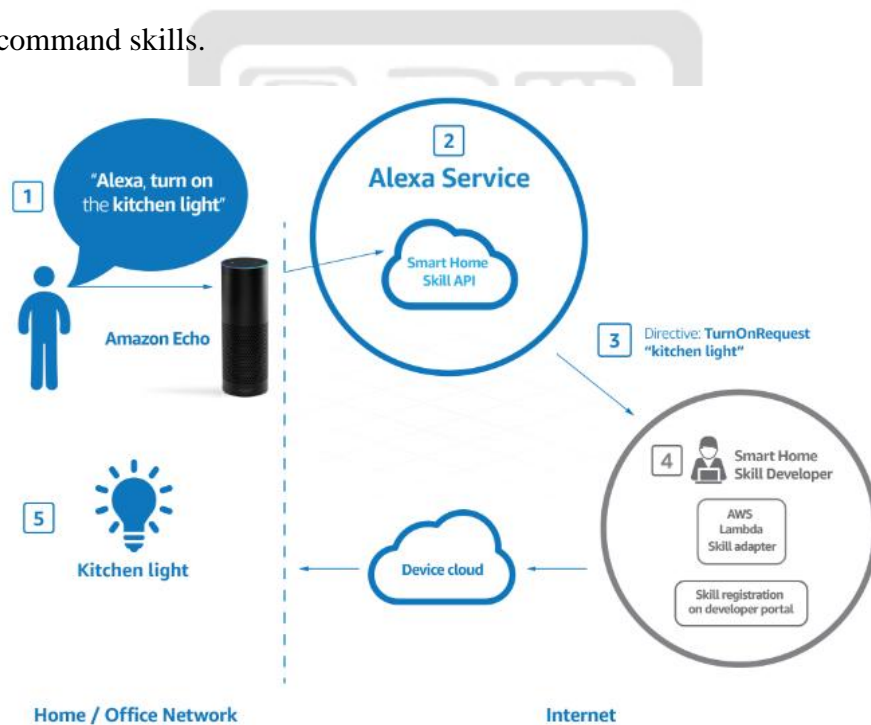 command skills.
1
"Alexa, turn on
the kitchen light"
Amazon Echo
2
Alexa Service
Smart Home
Skill API
3
Directive: TurnOnRequest
"kitchen light"
4
Smart Home
Skill Developer
AWS
Lambda
Skill adapter
Skill registration
on developer portal
Device cloud
5
Kitchen light
Home / Office Network
Internet